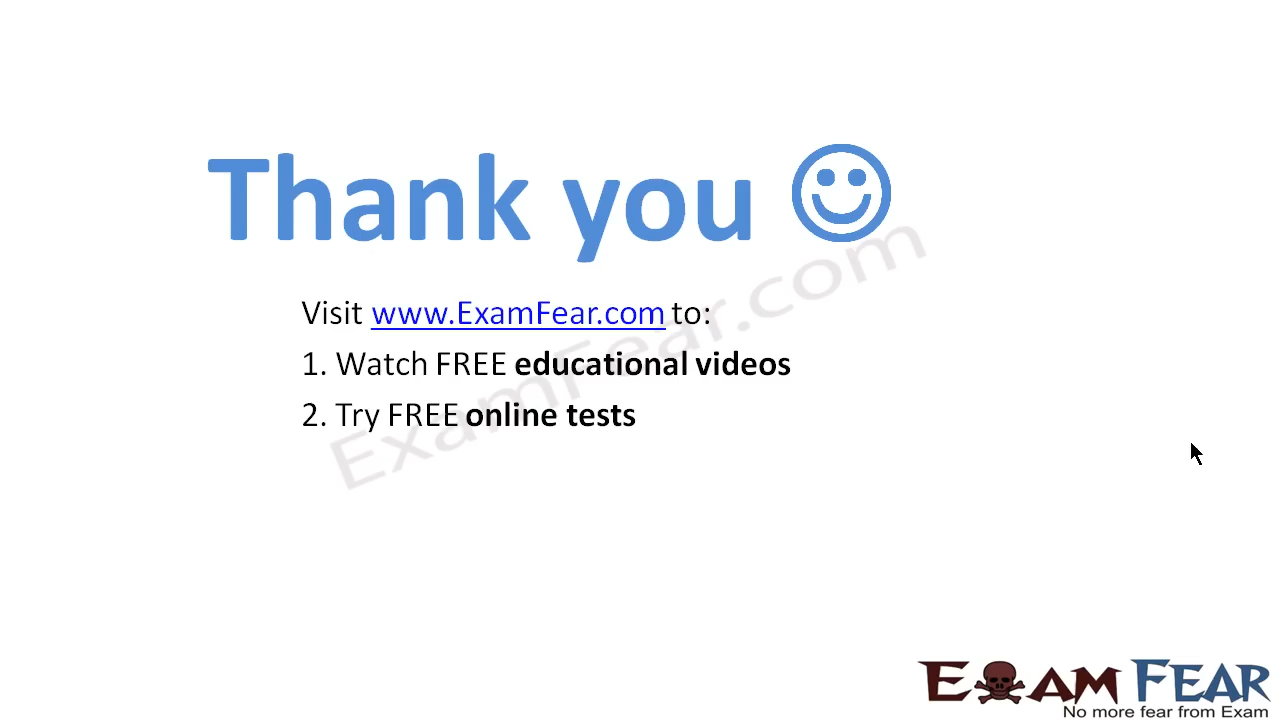 Thank you
Visit www.ExamFear.com to:
1. Watch FREE educational videos
2. Try FREE online tests
ExamFear.com
EXAM FEAR
No more fear from Exam